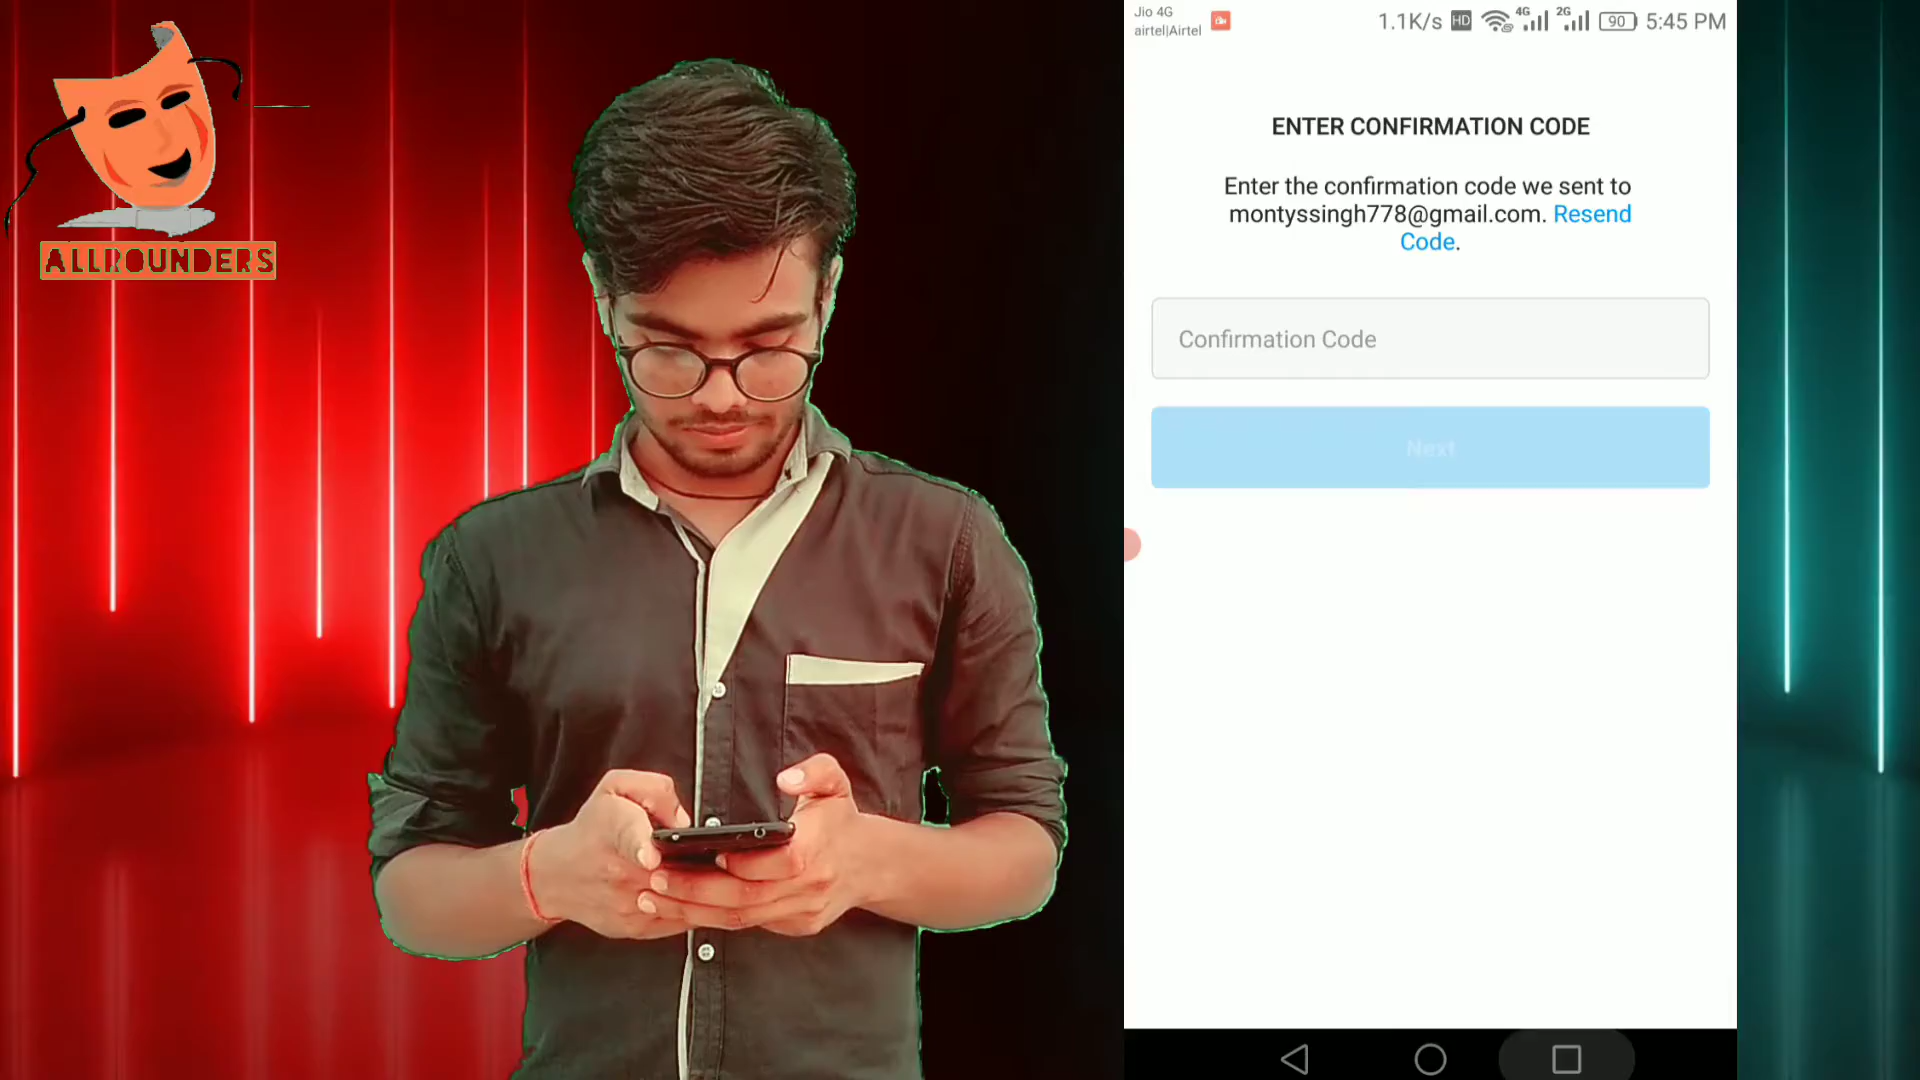 ALLROUNDERS
Jio 4G
airtel|Airtel
1.1K/s HD 4G 2G 90 5:45 PM
ENTER CONFIRMATION CODE
Enter the confirmation code we sent to
montyssingh778@gmail.com. Resend
Code.
Confirmation Code
Next